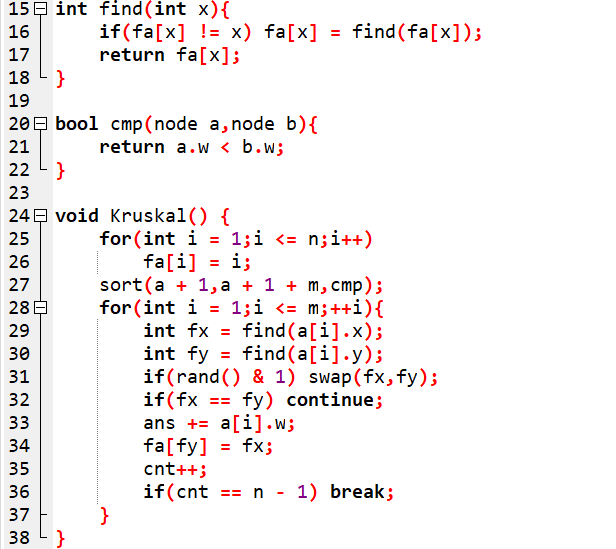 15 int find(int x){
16     if(fa[x] != x) fa[x] = find(fa[x]);
17     return fa[x];
18 }
19
20 bool cmp(node a,node b){
21     return a.w < b.w;
22 }
23
24 void Kruskal() {
25     for(int i = 1;i <= n;i++)
26         fa[i] = i;
27     sort(a + 1,a + 1 + m,cmp);
28     for(int i = 1;i <= m;++i){
29         int fx = find(a[i].x);
30         int fy = find(a[i].y);
31         if(rand() & 1) swap(fx,fy);
32         if(fx == fy) continue;
33         ans += a[i].w;
34         fa[fy] = fx;
35         cnt++;
36         if(cnt == n - 1) break;
37     }
38 }